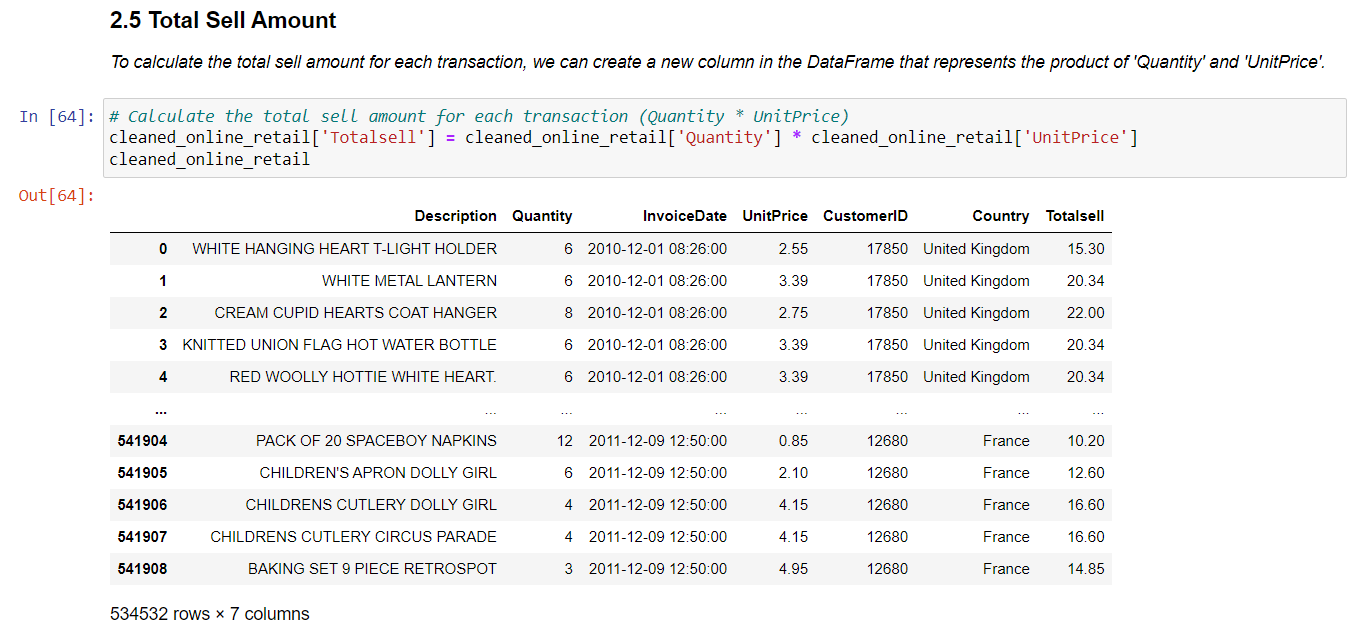 2.5 Total Sell Amount
To calculate the total sell amount for each transaction, we can create a new column in the DataFrame that represents the product of 'Quantity' and 'UnitPrice'.
In [64]: # Calculate the total sell amount for each transaction (Quantity * UnitPrice)
cleaned_online_retail['Totalsell'] = cleaned_online_retail['Quantity'] * cleaned_online_retail['UnitPrice']
cleaned_online_retail
Out[64]:
Description Quantity InvoiceDate UnitPrice CustomerID Country Totalsell
0 WHITE HANGING HEART T-LIGHT HOLDER 6 2010-12-01 08:26:00 2.55 17850 United Kingdom 15.30
1 WHITE METAL LANTERN 6 2010-12-01 08:26:00 3.39 17850 United Kingdom 20.34
2 CREAM CUPID HEARTS COAT HANGER 8 2010-12-01 08:26:00 2.75 17850 United Kingdom 22.00
3 KNITTED UNION FLAG HOT WATER BOTTLE 6 2010-12-01 08:26:00 3.39 17850 United Kingdom 20.34
4 RED WOOLLY HOTTIE WHITE HEART. 6 2010-12-01 08:26:00 3.39 17850 United Kingdom 20.34
... ... ... ... ... ... ... ...
541904 PACK OF 20 SPACEBOY NAPKINS 12 2011-12-09 12:50:00 0.85 12680 France 10.20
541905 CHILDREN'S APRON DOLLY GIRL 6 2011-12-09 12:50:00 2.10 12680 France 12.60
541906 CHILDRENS CUTLERY DOLLY GIRL 4 2011-12-09 12:50:00 4.15 12680 France 16.60
541907 CHILDRENS CUTLERY CIRCUS PARADE 4 2011-12-09 12:50:00 4.15 12680 France 16.60
541908 BAKING SET 9 PIECE RETROSPOT 3 2011-12-09 12:50:00 4.95 12680 France 14.85
534532 rows × 7 columns